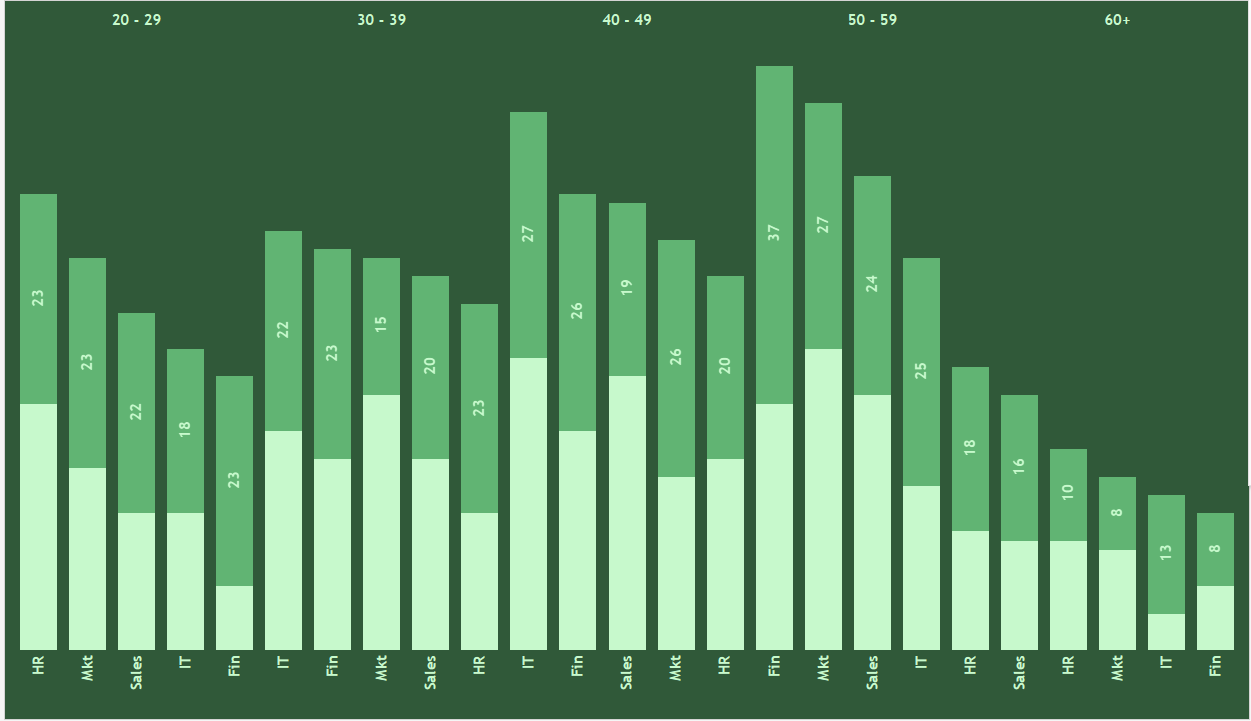 20 - 29 30 - 39 40 - 49 50 - 59 60+
23 23 22 18 23 22 23 15 20 23 27 26 19 26 20 37 27 24 25 18 16 10 8 13 8
HR Mkt Sales IT Fin IT Fin Mkt Sales HR IT Fin Sales Mkt HR Fin Mkt Sales IT HR Sales HR Mkt IT Fin